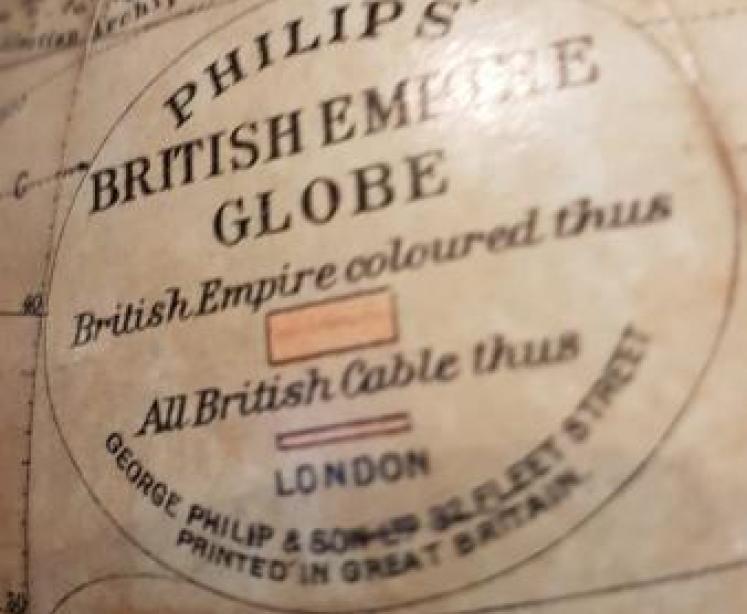 PHILIPS'
BRITISH EMPIRE
GLOBE
British Empire coloured thus
All British Cable thus
LONDON
GEORGE PHILIP & SON LTD 32 FLEET STREET
PRINTED IN GREAT BRITAIN.
40